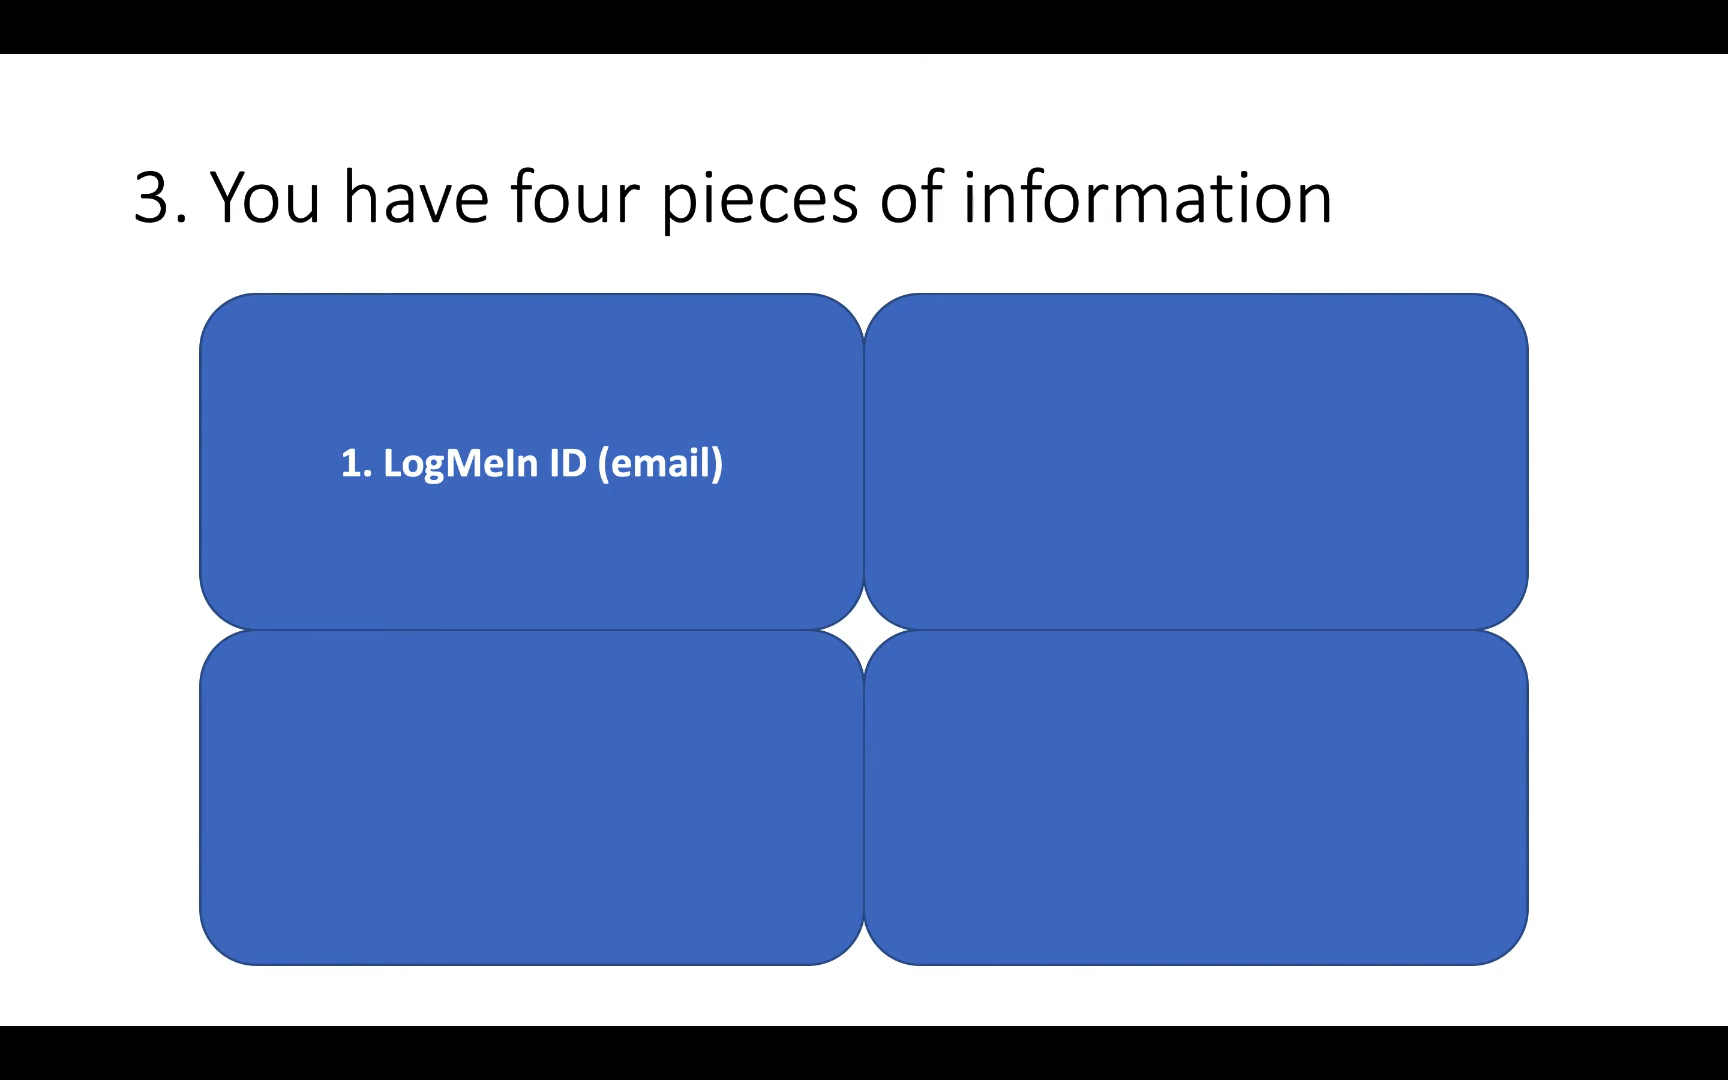 3. You have four pieces of information
1. LogMeIn ID (email)